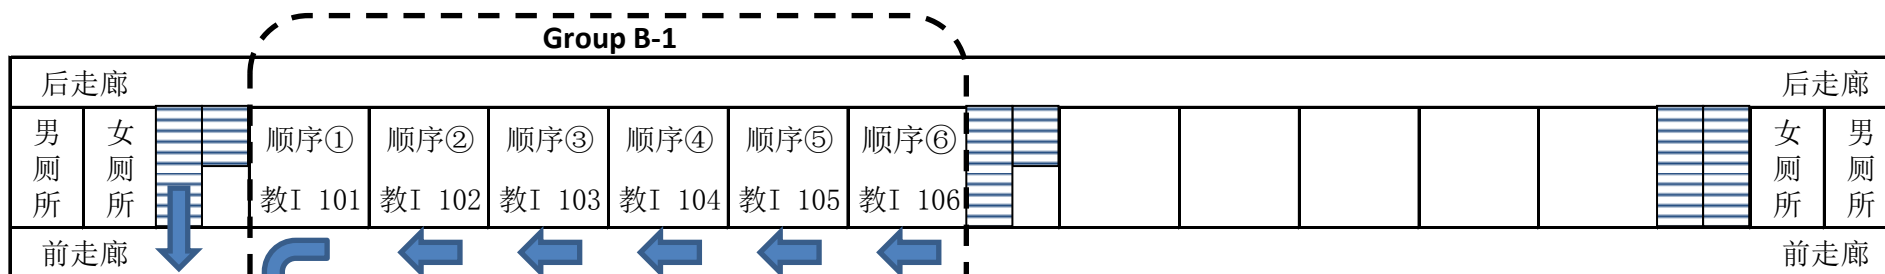 Group B-1
后走廊 后走廊
男厕所 女厕所 顺序① 顺序② 顺序③ 顺序④ 顺序⑤ 顺序⑥ 女厕所 男厕所
教I 101 教I 102 教I 103 教I 104 教I 105 教I 106
前走廊 前走廊